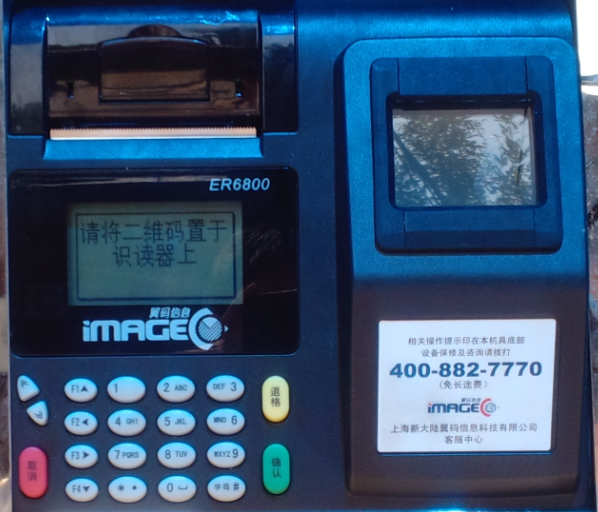 ER6800
请将二维码置于
识读器上
翼码信息
iMAGECO
相关操作提示印在本机具底部
设备保修及咨询请拨打
400-882-7770
(免长途费)
翼码信息
iMAGECO
上海新大陆翼码信息科技有限公司
客服中心
F1▲ 1 2 ABC DEF 3 退格
F2◀ 4 GHI 5 JKL MNO 6
F3▶ 7 PQRS 8 TUV WXYZ 9 确认
取消
F4▼ * • 0 ⎵ 字母 #